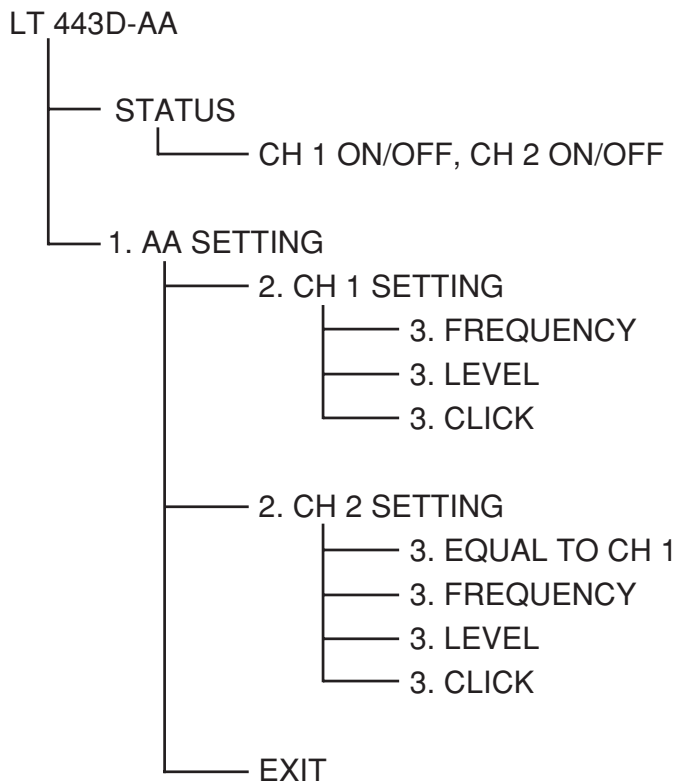 LT 443D-AA
STATUS
CH 1 ON/OFF, CH 2 ON/OFF
1. AA SETTING
2. CH 1 SETTING
3. FREQUENCY
3. LEVEL
3. CLICK
2. CH 2 SETTING
3. EQUAL TO CH 1
3. FREQUENCY
3. LEVEL
3. CLICK
EXIT